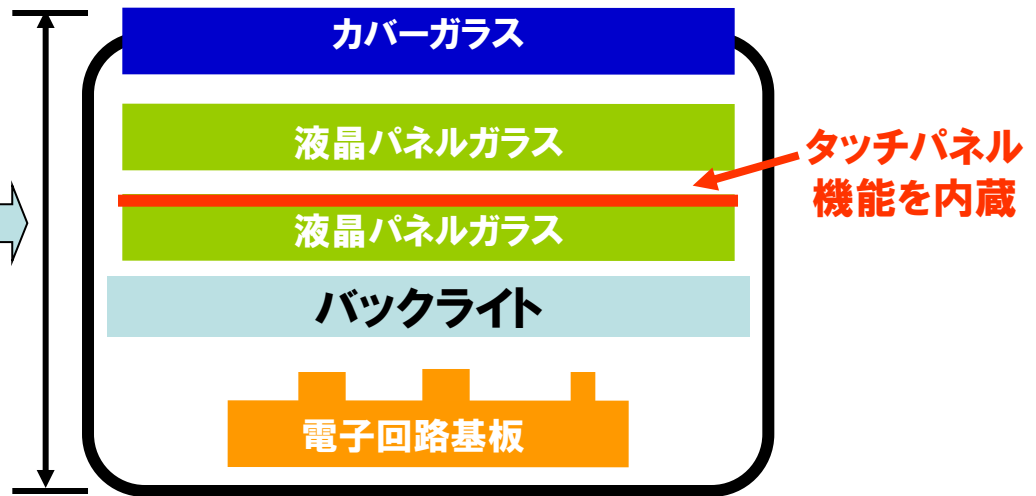 カバーガラス
液晶パネルガラス
タッチパネル
機能を内蔵
液晶パネルガラス
バックライト
電子回路基板